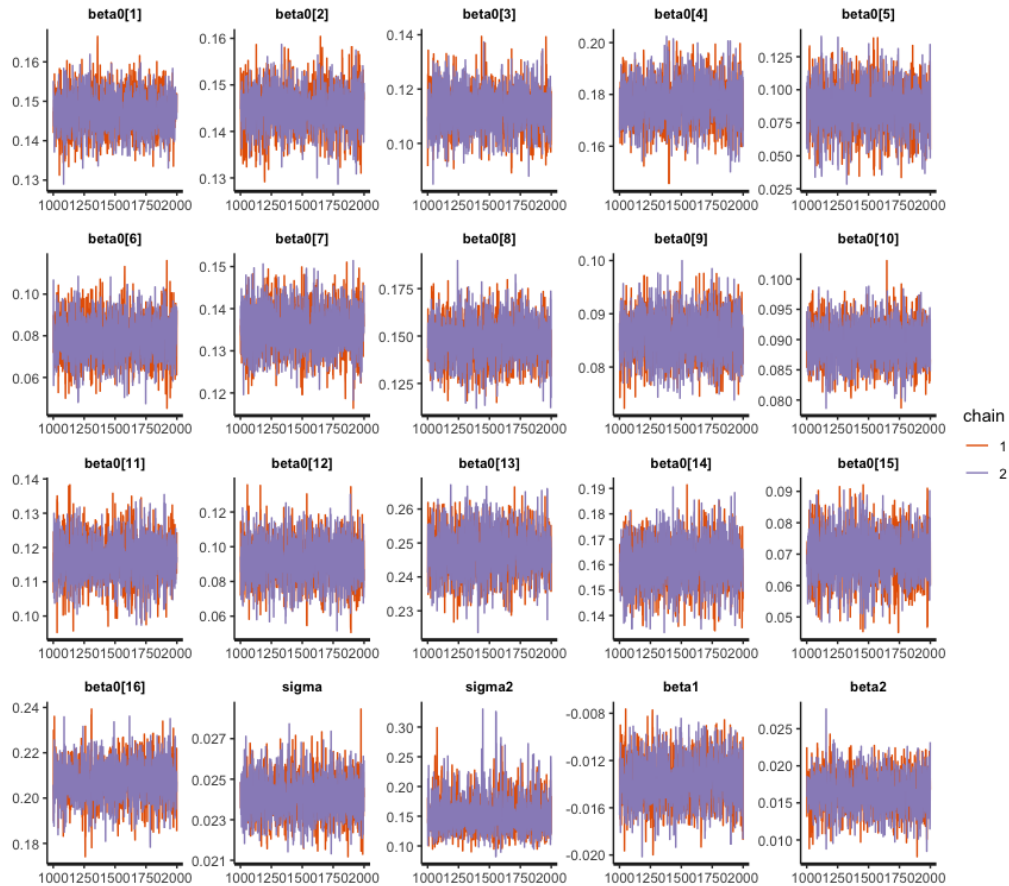 beta0[1] beta0[2] beta0[3] beta0[4] beta0[5]
0.16 0.15 0.14 0.13
0.16 0.15 0.14 0.13
0.14 0.12 0.10
0.20 0.18 0.16
0.125 0.100 0.075 0.050 0.025
10001250150017502000 10001250150017502000 10001250150017502000 10001250150017502000 10001250150017502000
beta0[6] beta0[7] beta0[8] beta0[9] beta0[10]
0.10 0.08 0.06
0.15 0.14 0.13 0.12
0.175 0.150 0.125
0.10 0.09 0.08
0.100 0.095 0.090 0.085 0.080
10001250150017502000 10001250150017502000 10001250150017502000 10001250150017502000 10001250150017502000
beta0[11] beta0[12] beta0[13] beta0[14] beta0[15]
0.14 0.13 0.12 0.11 0.10
0.12 0.10 0.08 0.06
0.26 0.25 0.24 0.23
0.19 0.18 0.17 0.16 0.15 0.14 0.13
0.09 0.08 0.07 0.06 0.05
10001250150017502000 10001250150017502000 10001250150017502000 10001250150017502000 10001250150017502000
beta0[16] sigma sigma2 beta1 beta2
0.24 0.22 0.20 0.18
0.027 0.025 0.023 0.021
0.30 0.25 0.20 0.15 0.10
-0.008 -0.012 -0.016 -0.020
0.025 0.020 0.015 0.010
10001250150017502000 10001250150017502000 10001250150017502000 10001250150017502000 10001250150017502000
chain
1
2